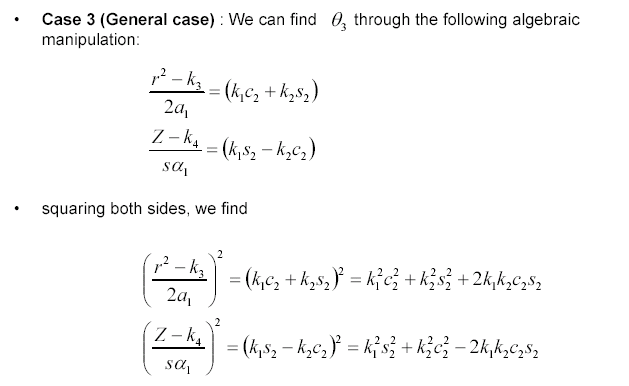 • Case 3 (General case) : We can find θ₃ through the following algebraic
manipulation:
(r² − k₃)/(2a₁) = (k₁c₂ + k₂s₂)
(Z − k₄)/(sα₁) = (k₁s₂ − k₂c₂)
• squaring both sides, we find
((r² − k₃)/(2a₁))² = (k₁c₂ + k₂s₂)² = k₁²c₂² + k₂²s₂² + 2k₁k₂c₂s₂
((Z − k₄)/(sα₁))² = (k₁s₂ − k₂c₂)² = k₁²s₂² + k₂²c₂² − 2k₁k₂c₂s₂